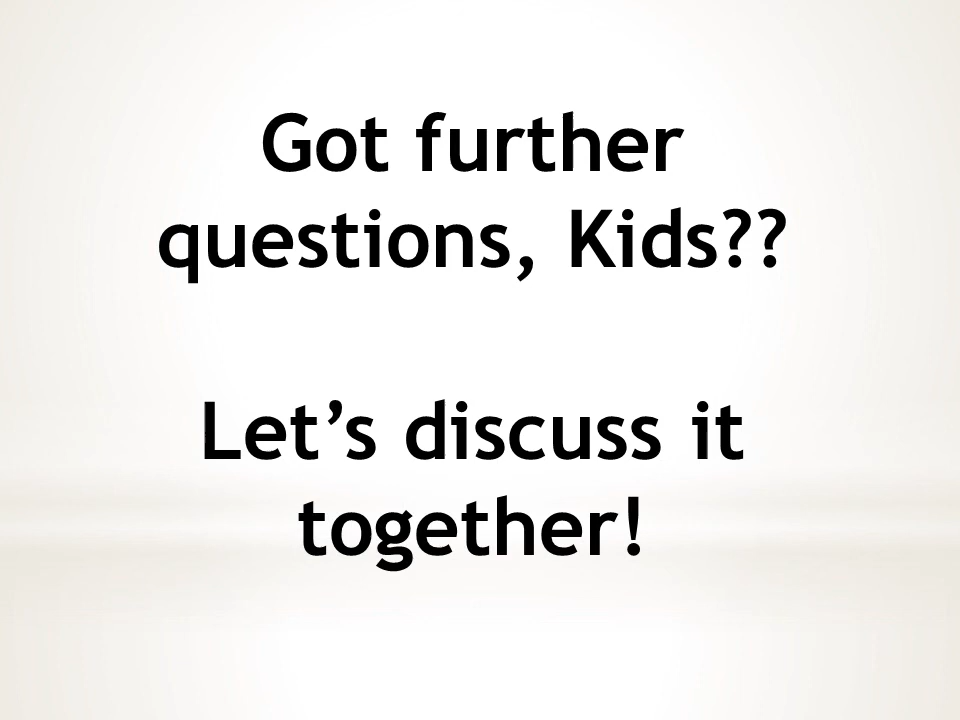 Got further
questions, Kids??
Let’s discuss it
together!